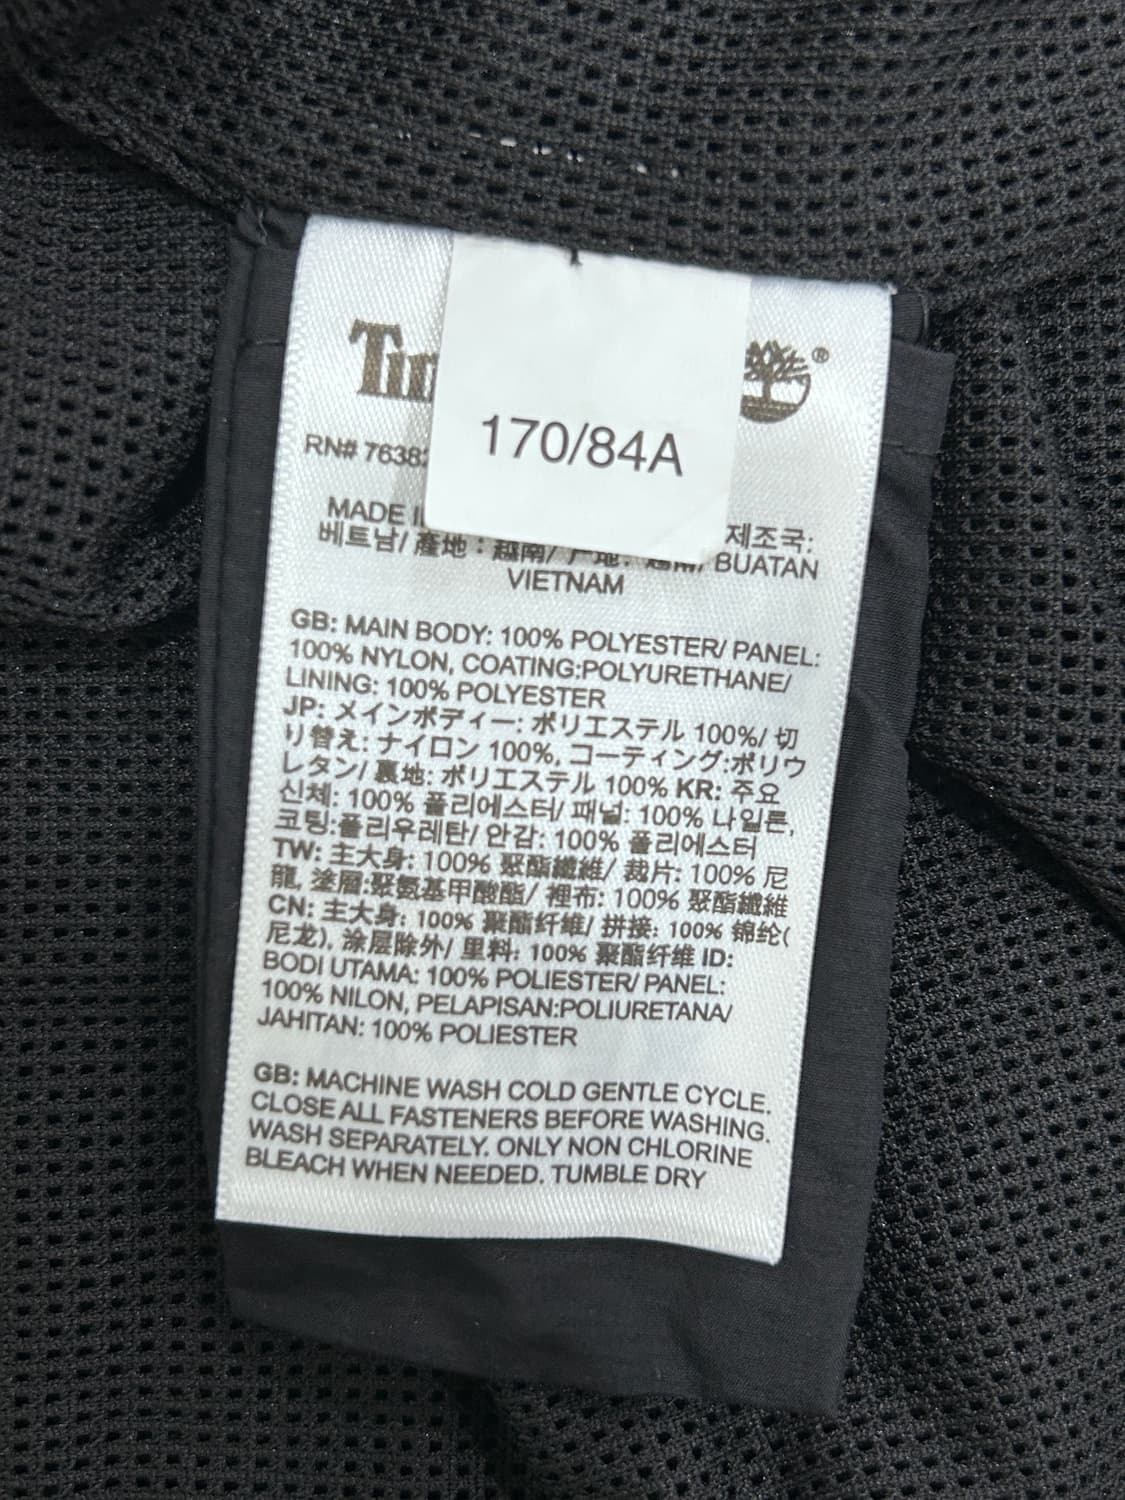 170/84A
RN# 7638
MADE
제조국:
베트남/ 產地：越南/ 产地：越南/ BUATAN
VIETNAM
GB: MAIN BODY: 100% POLYESTER/ PANEL:
100% NYLON, COATING:POLYURETHANE/
LINING: 100% POLYESTER
JP: メインボディー: ポリエステル 100%/ 切
り替え: ナイロン 100%, コーティング:ポリウ
レタン/ 裏地: ポリエステル 100% KR: 주요
신체: 100% 폴리에스터/ 패널: 100% 나일론,
코팅:폴리우레탄/ 안감: 100% 폴리에스터
TW: 主大身: 100% 聚酯纖維/ 裁片: 100% 尼
龍, 塗層:聚氨基甲酸酯/ 裡布: 100% 聚酯纖維
CN: 主大身: 100% 聚酯纤维/ 拼接: 100% 锦纶(
尼龙), 涂层除外/ 里料: 100% 聚酯纤维 ID:
BODI UTAMA: 100% POLIESTER/ PANEL:
100% NILON, PELAPISAN:POLIURETANA/
JAHITAN: 100% POLIESTER
GB: MACHINE WASH COLD GENTLE CYCLE.
CLOSE ALL FASTENERS BEFORE WASHING.
WASH SEPARATELY. ONLY NON CHLORINE
BLEACH WHEN NEEDED. TUMBLE DRY